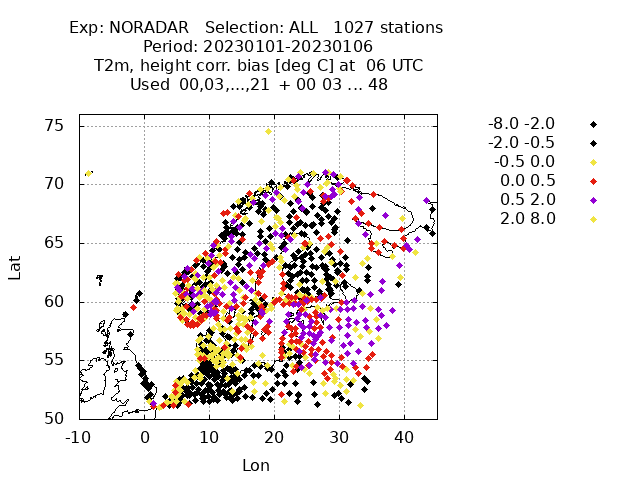 Exp: NORADAR   Selection: ALL   1027 stations
Period: 20230101-20230106
T2m, height corr. bias [deg C] at  06 UTC
Used  00,03,...,21  + 00 03 ... 48
-8.0 -2.0
-2.0 -0.5
-0.5 0.0
0.0 0.5
0.5 2.0
2.0 8.0
75
70
65
60
55
50
Lat
-10 0 10 20 30 40
Lon